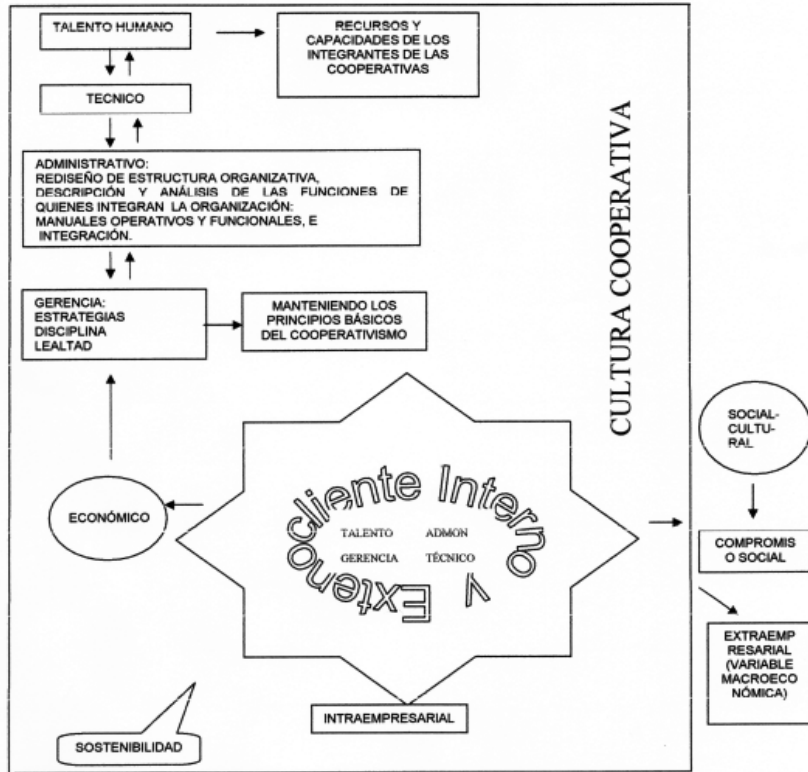 TALENTO HUMANO
RECURSOS Y
CAPACIDADES DE LOS
INTEGRANTES DE LAS
COOPERATIVAS
TECNICO
ADMINISTRATIVO:
REDISEÑO DE ESTRUCTURA ORGANIZATIVA,
DESCRIPCIÓN Y ANÁLISIS DE LAS FUNCIONES DE
QUIENES INTEGRAN LA ORGANIZACIÓN:
MANUALES OPERATIVOS Y FUNCIONALES, E
INTEGRACIÓN.
GERENCIA:
ESTRATEGIAS
DISCIPLINA
LEALTAD
MANTENIENDO LOS
PRINCIPIOS BÁSICOS
DEL COOPERATIVISMO
CULTURA COOPERATIVA
SOCIAL-
CULTU-
RAL
ECONÓMICO
cliente Interno y Exteno
TALENTO ADMON
GERENCIA TÉCNICO
COMPROMIS
O SOCIAL
EXTRAEMP
RESARIAL
(VARIABLE
MACROECO
NÓMICA)
INTRAEMPRESARIAL
SOSTENIBILIDAD